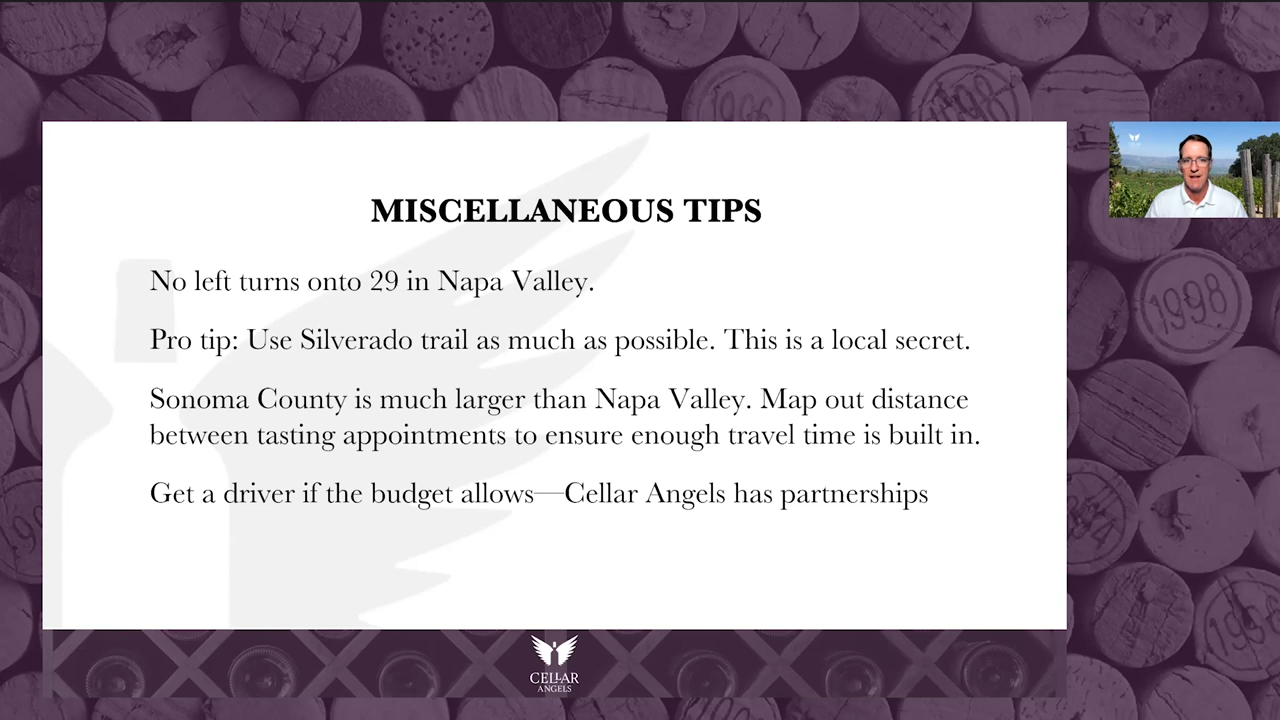 MISCELLANEOUS TIPS
No left turns onto 29 in Napa Valley.
Pro tip: Use Silverado trail as much as possible. This is a local secret.
Sonoma County is much larger than Napa Valley. Map out distance
between tasting appointments to ensure enough travel time is built in.
Get a driver if the budget allows—Cellar Angels has partnerships
CELLAR
ANGELS
1998